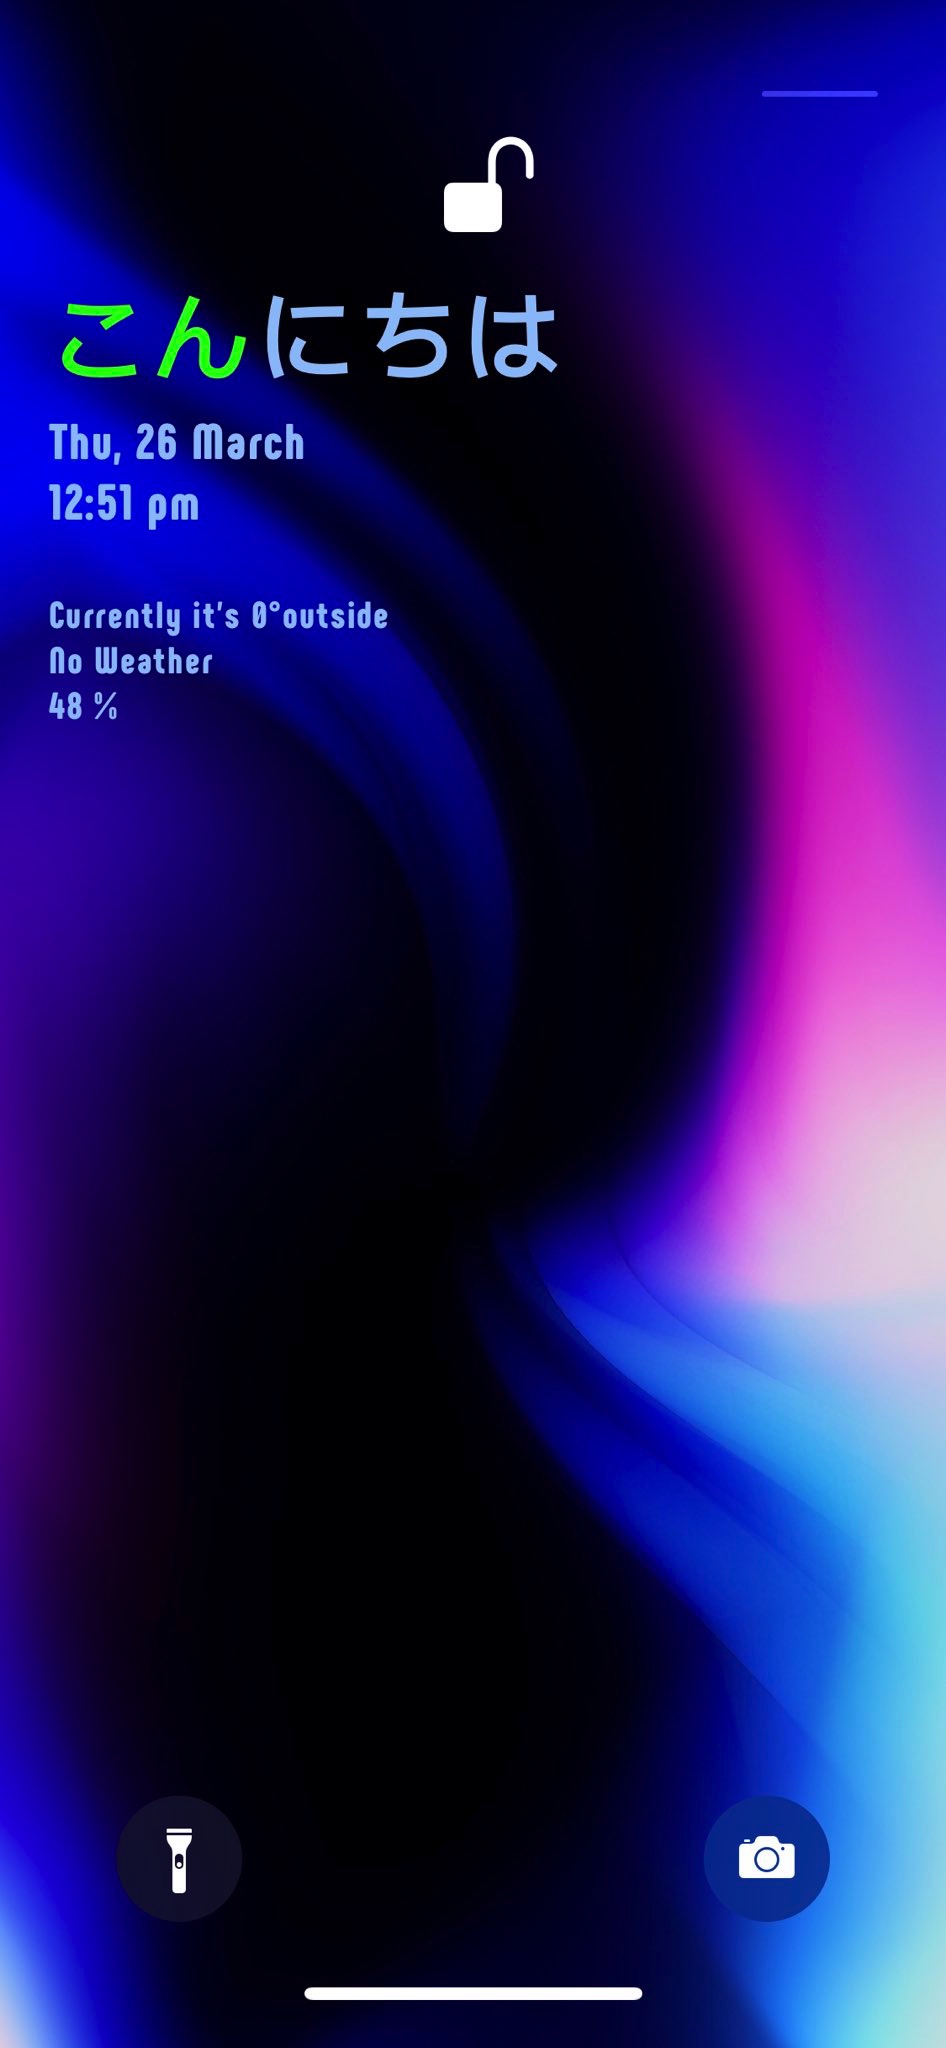 こんにちは
Thu, 26 March
12:51 pm
Currently it's 0°outside
No Weather
48 %